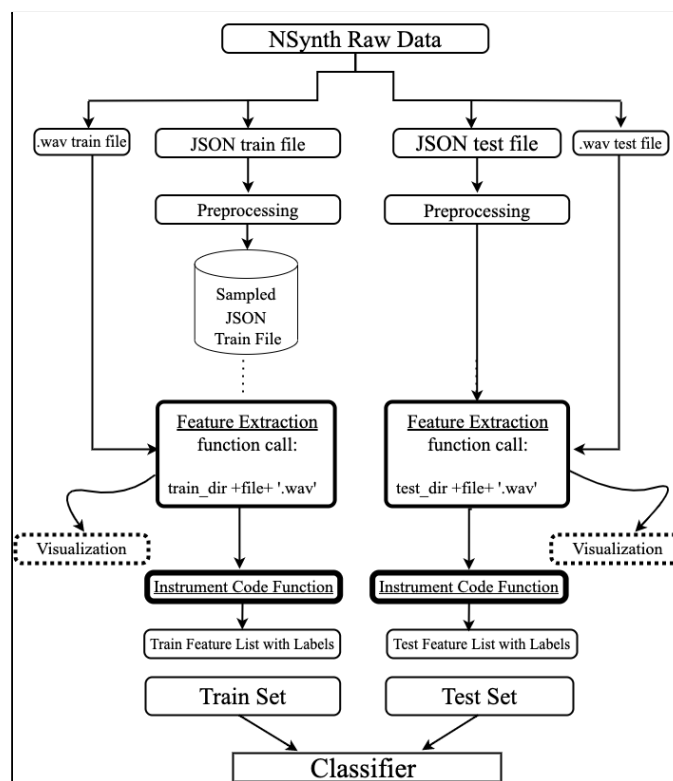 NSynth Raw Data
.wav train file
JSON train file
JSON test file
.wav test file
Preprocessing
Preprocessing
Sampled
JSON
Train File
Feature Extraction
function call:
train_dir +file+ '.wav'
Feature Extraction
function call:
test_dir +file+ '.wav'
Visualization
Visualization
Instrument Code Function
Instrument Code Function
Train Feature List with Labels
Test Feature List with Labels
Train Set
Test Set
Classifier